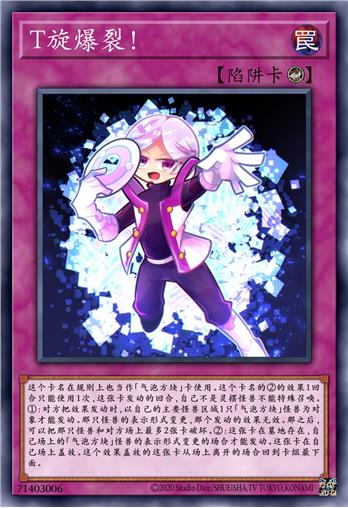 T旋爆裂！
罠
【陷阱卡】
这个卡名在规则上也当作「气泡方块」卡使用。这个卡名的②的效果1回
合只能使用1次，这张卡发动的回合，自己不是灵摆怪兽不能特殊召唤。
①：对方把效果发动时，以自己的主要怪兽区域1只「气泡方块」怪兽为对
象才能发动。那只怪兽的表示形式变更，那个发动的效果无效。那之后，
可以把那只怪兽和对方场上最多2张卡破坏。②：这张卡在墓地存在，自
己场上的「气泡方块」怪兽的表示形式变更的场合才能发动。这张卡在自
己场上盖放。这个效果盖放的这张卡从场上离开的场合回到卡组最下
面。
71403006
©2020 Studio Dice/SHUEISHA,TV TOKYO,KONAMI